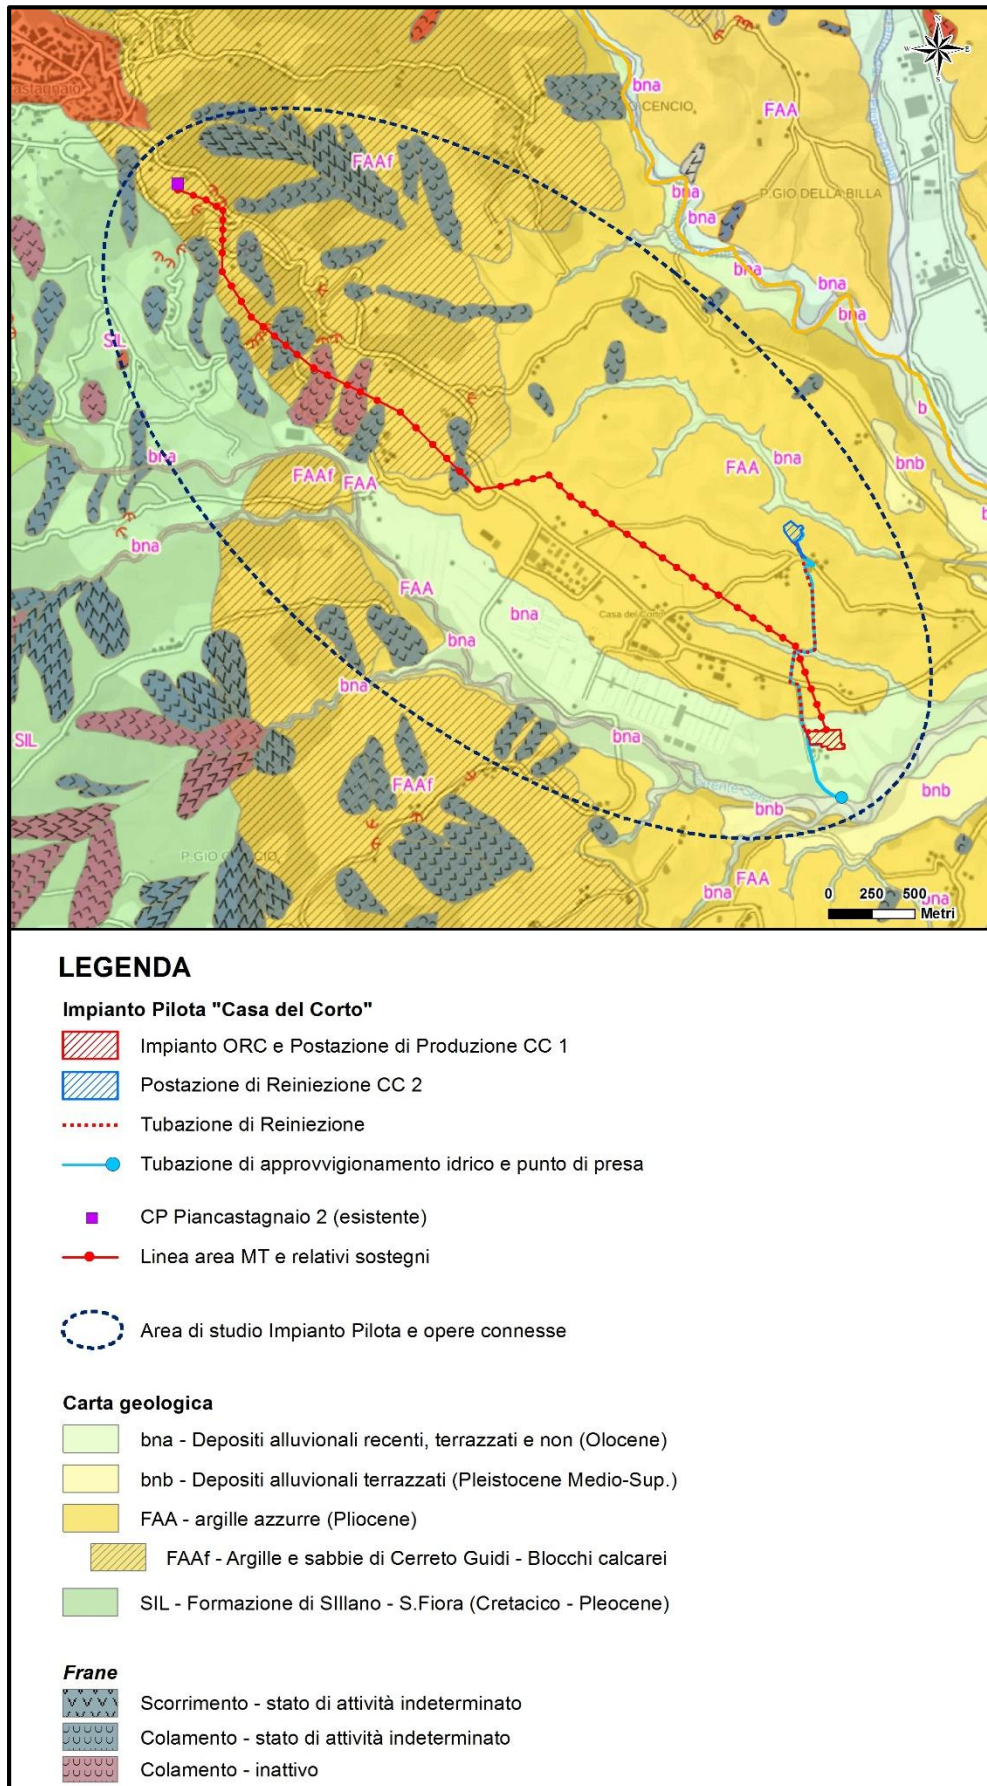 N
W
E
S
astagnaio
bna
O CENCIO
FAA
FAAf
bna
P.GIO DELLA BILLA
bna
bna
bna
bna
SIL
b
bna
FAAf
FAA
FAA
bna
bnb
bna
FAA
bna
Casa del Corto
bna
bna
SIL
bna
FAAf
bnb
bnb
P.GIO
FAA
bna
bna
0 250 500
Metri
LEGENDA
Impianto Pilota "Casa del Corto"
Impianto ORC e Postazione di Produzione CC 1
Postazione di Reiniezione CC 2
Tubazione di Reiniezione
Tubazione di approvvigionamento idrico e punto di presa
CP Piancastagnaio 2 (esistente)
Linea area MT e relativi sostegni
Area di studio Impianto Pilota e opere connesse
Carta geologica
bna - Depositi alluvionali recenti, terrazzati e non (Olocene)
bnb - Depositi alluvionali terrazzati (Pleistocene Medio-Sup.)
FAA - argille azzurre (Pliocene)
FAAf - Argille e sabbie di Cerreto Guidi - Blocchi calcarei
SIL - Formazione di SIllano - S.Fiora (Cretacico - Pleocene)
Frane
Scorrimento - stato di attività indeterminato
Colamento - stato di attività indeterminato
Colamento - inattivo